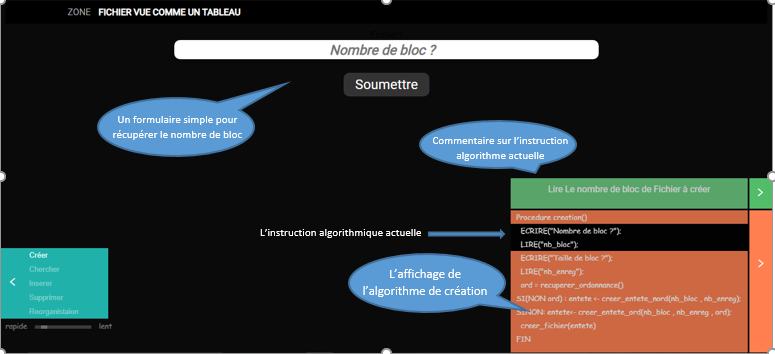 ZONE FICHIER VUE COMME UN TABLEAU
Nombre de bloc ?
Soumettre
Un formulaire simple pour
récupérer le nombre de bloc
Commentaire sur l'instruction
algorithme actuelle
Lire Le nombre de bloc de Fichier à créer
Procedure creation()
L'instruction algorithmique actuelle
ECRIRE("Nombre de bloc ?");
LIRE("nb_bloc");
ECRIRE("Taille de bloc ?");
LIRE("nb_enreg");
ord = recuperer_ordonnance()
SI(NON ord) : entete <- creer_entete_nord(nb_bloc , nb_enreg);
SINON: entete<- creer_entete_ord(nb_bloc , nb_enreg , ord);
creer_fichier(entete)
FIN
L'affichage de
l'algorithme de création
Créer
Chercher
Inserer
Supprimer
Reorganistaion
rapide lent